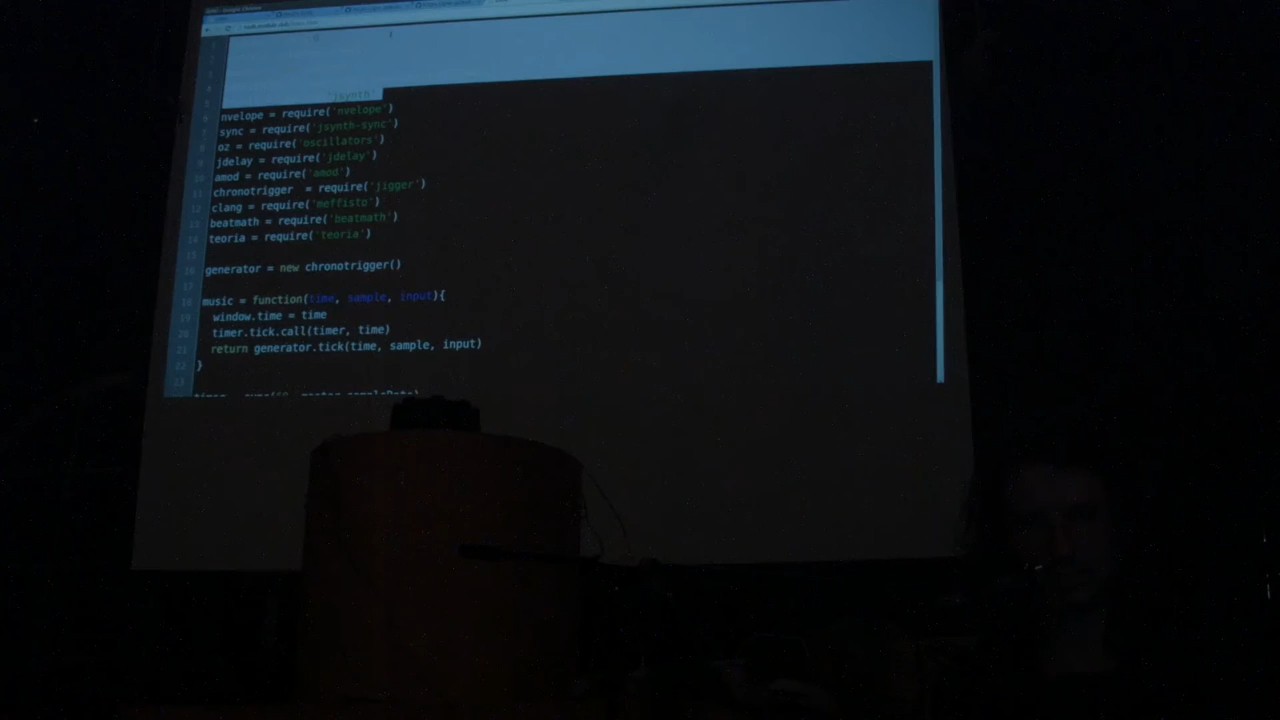 'jsynth'
nvelope = require('nvelope')
sync = require('jsynth-sync')
oz = require('oscillators')
jdelay = require('jdelay')
amod = require('amod')
chronotrigger  = require('jigger')
clang = require('meffisto')
beatmath = require('beatmath')
teoria = require('teoria')
generator = new chronotrigger()
music = function(time, sample, input){
window.time = time
timer.tick.call(timer, time)
return generator.tick(time, sample, input)
}